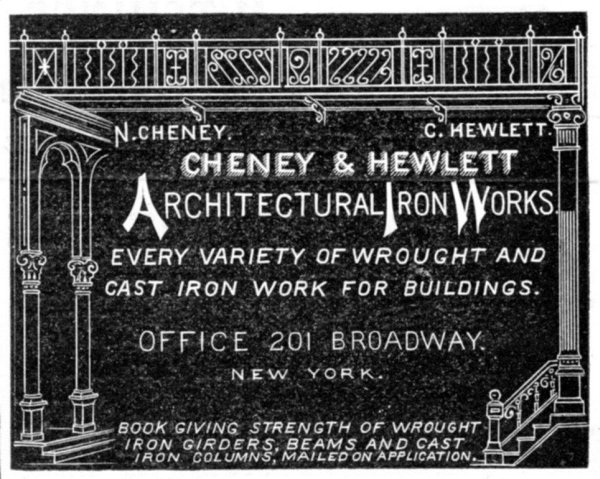 N. CHENEY. C. HEWLETT.
CHENEY & HEWLETT
ARCHITECTURAL IRON WORKS.
EVERY VARIETY OF WROUGHT AND
CAST IRON WORK FOR BUILDINGS.
OFFICE 201 BROADWAY.
NEW YORK.
BOOK GIVING STRENGTH OF WROUGHT
IRON GIRDERS, BEAMS AND CAST
IRON COLUMNS, MAILED ON APPLICATION.